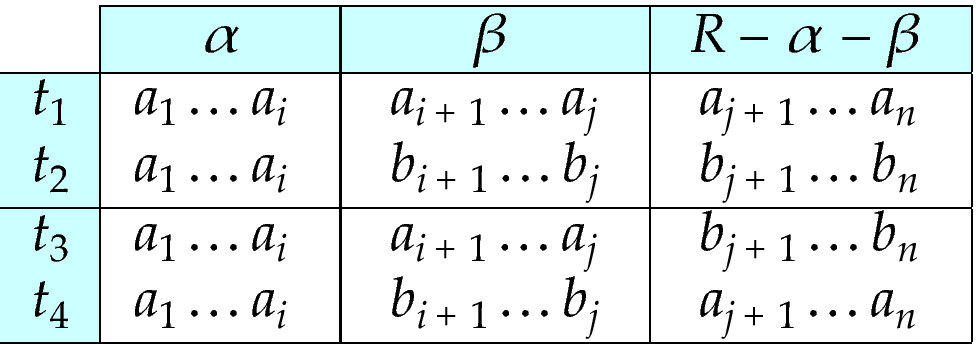 α β R − α − β
t₁ a₁ … aᵢ aᵢ₊₁ … aⱼ aⱼ₊₁ … aₙ
t₂ a₁ … aᵢ bᵢ₊₁ … bⱼ bⱼ₊₁ … bₙ
t₃ a₁ … aᵢ aᵢ₊₁ … aⱼ bⱼ₊₁ … bₙ
t₄ a₁ … aᵢ bᵢ₊₁ … bⱼ aⱼ₊₁ … aₙ